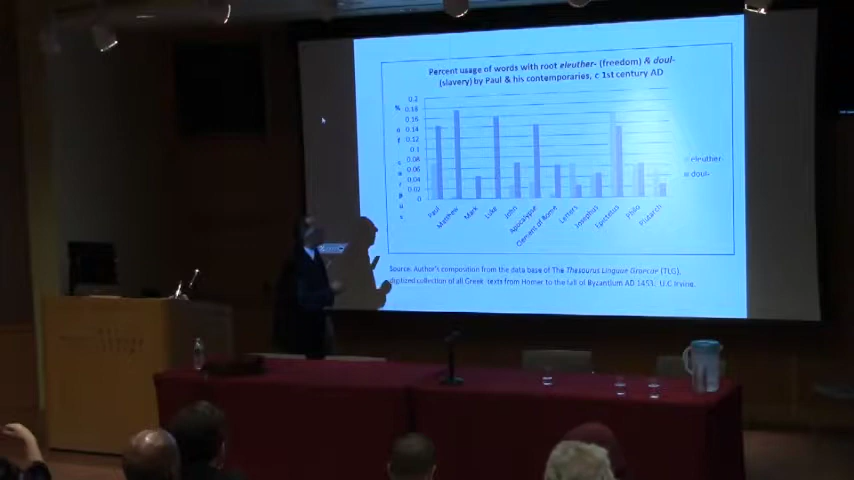 Percent usage of words with root eleuther- (freedom) & doul-
(slavery) by Paul & his contemporaries, c 1st century AD
0.2
0.18
0.16
0.14
0.12
0.1
0.08
0.06
0.04
0.02
0
%
Paul
Matthew
Mark
Luke
John
Apocalypse
Clement of Rome
Letters
Josephus
Epictetus
Philo
Plutarch
eleuther-
doul-
Source: Author's composition from the data base of The Thesaurus Linguae Graecae (TLG),
digitized collection of all Greek texts from Homer to the fall of Byzantium AD 1453. U.C Irvine.